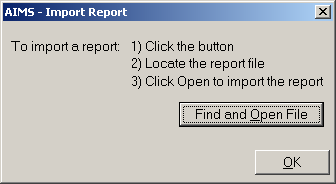 AIMS - Import Report
To import a report: 1) Click the button
2) Locate the report file
3) Click Open to import the report
Find and Open File
OK